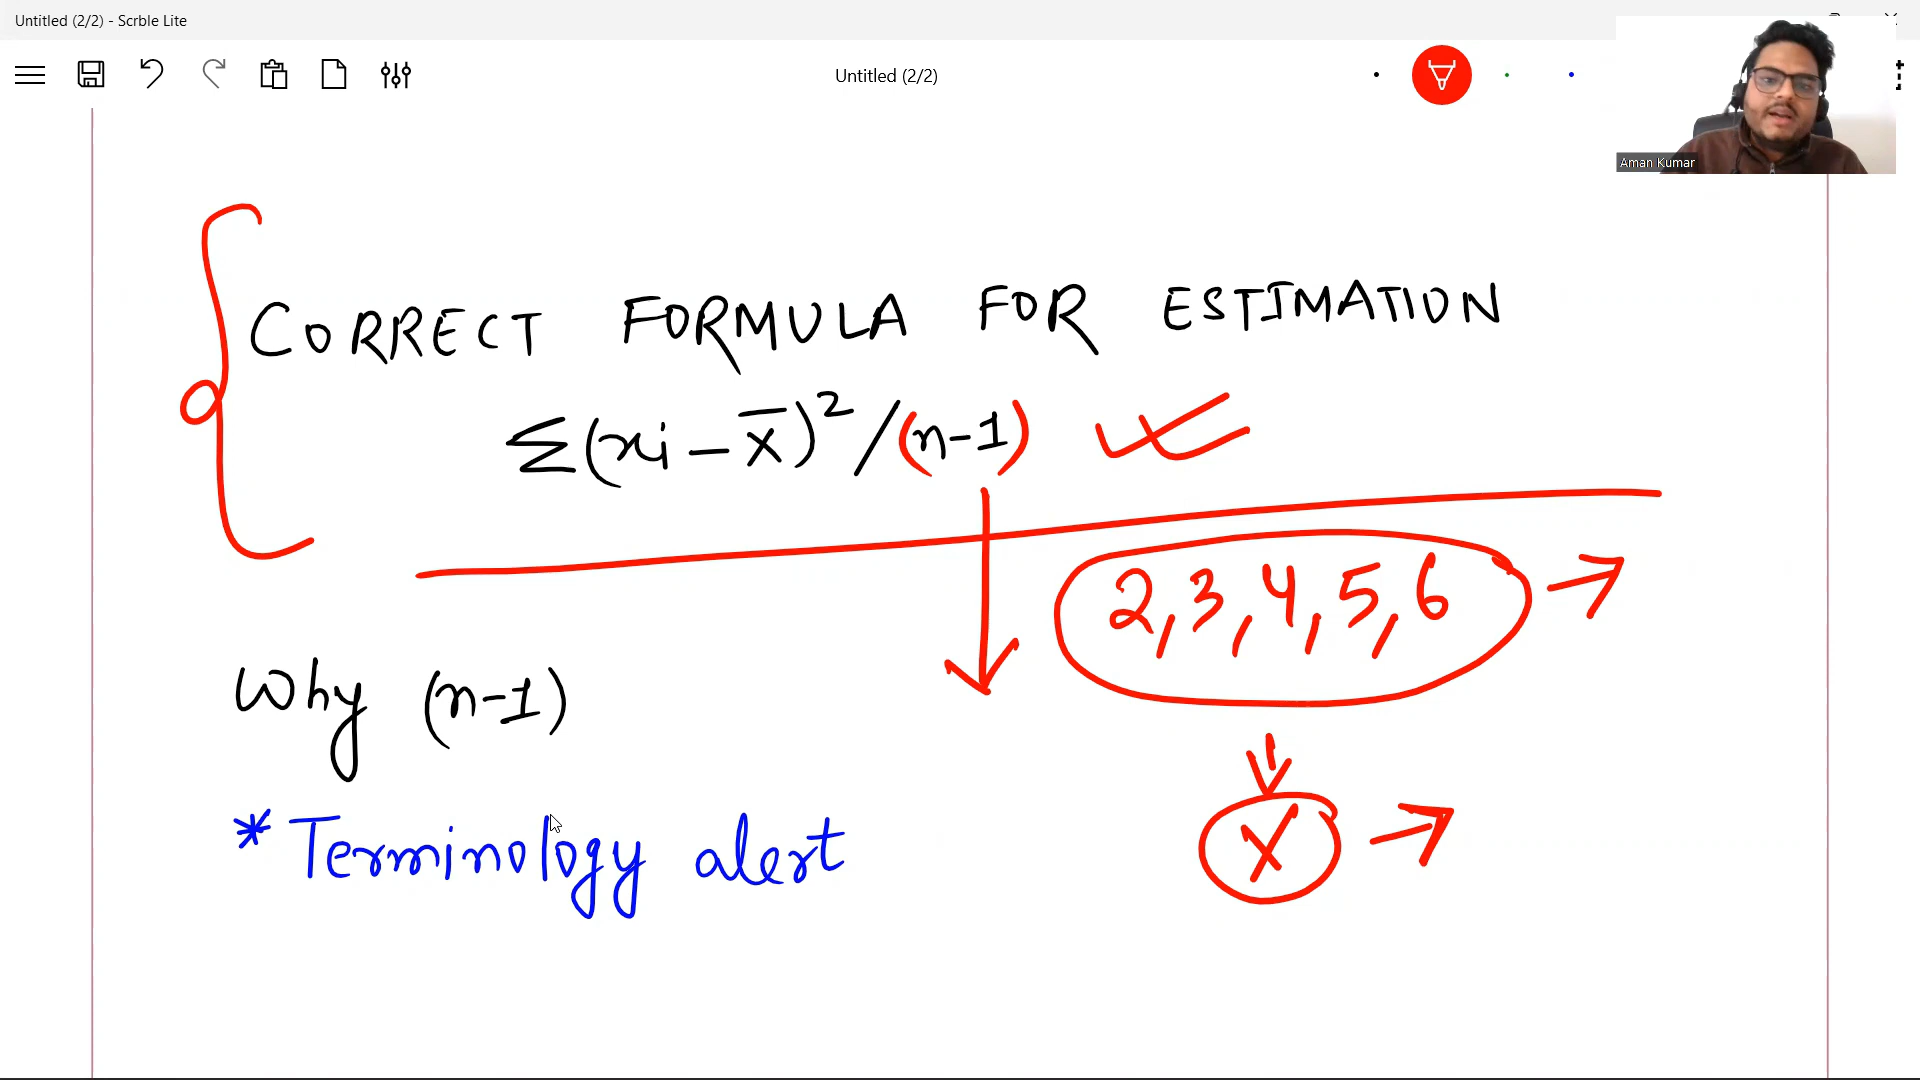 Untitled (2/2) - Scrble Lite
Untitled (2/2)
Aman Kumar
CORRECT FORMULA FOR ESTIMATION
Σ(xi - x̅)²/(n-1)
2,3,4,5,6
Why (n-1)
X
* Terminology alert